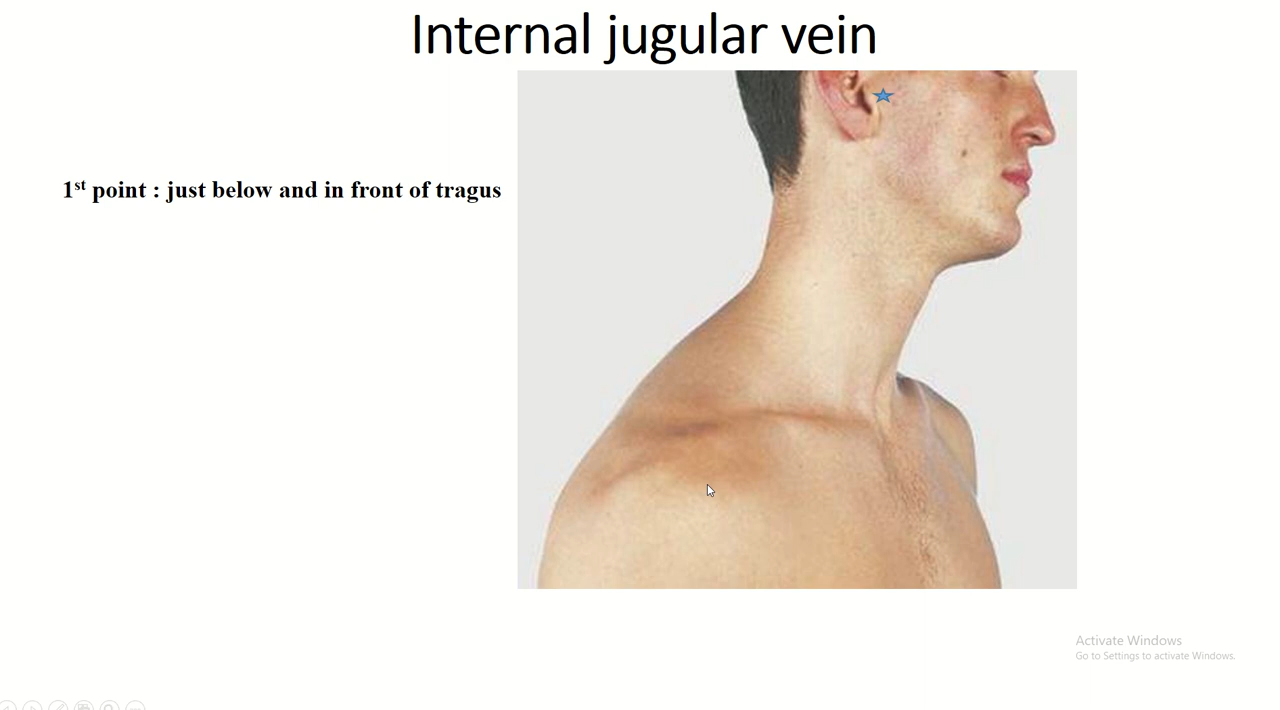 Internal jugular vein
1st point : just below and in front of tragus
Activate Windows
Go to Settings to activate Windows.